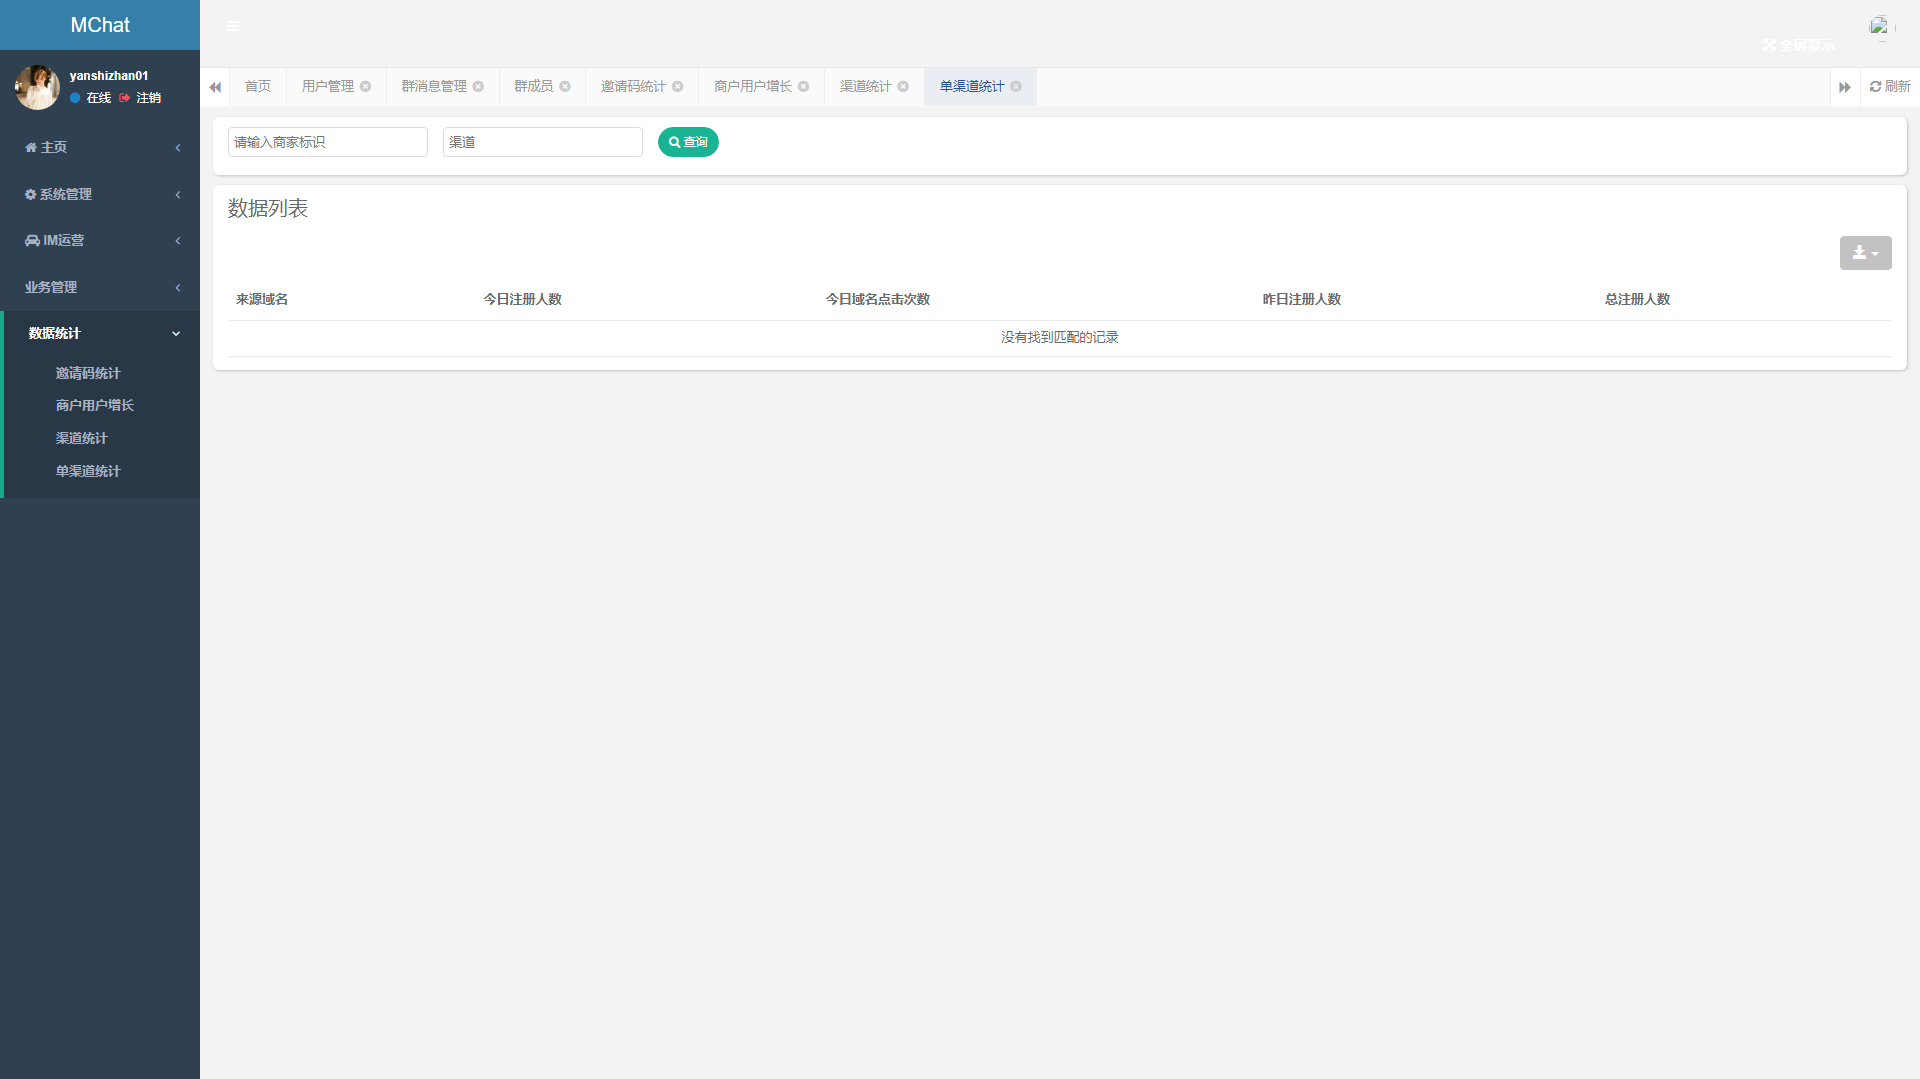 MChat
全屏显示
yanshizhan01
在线 注销
首页 用户管理 群消息管理 群成员 邀请码统计 商户用户增长 渠道统计 单渠道统计 刷新
主页
系统管理
IM运营
业务管理
数据统计
邀请码统计
商户用户增长
渠道统计
单渠道统计
请输入商家标识 渠道 查询
数据列表
来源域名 今日注册人数 今日域名点击次数 昨日注册人数 总注册人数
没有找到匹配的记录